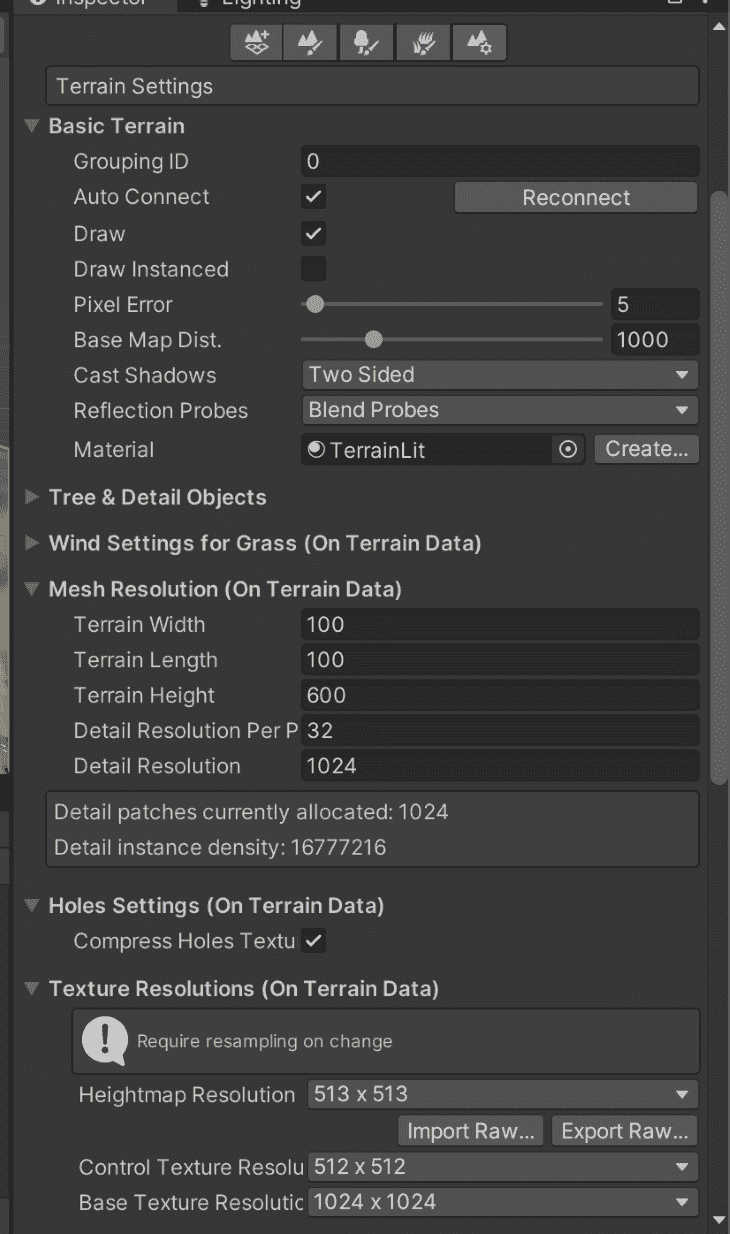 Inspector
Lighting
Terrain Settings
Basic Terrain
Grouping ID 0
Auto Connect Reconnect
Draw
Draw Instanced
Pixel Error 5
Base Map Dist. 1000
Cast Shadows Two Sided
Reflection Probes Blend Probes
Material TerrainLit Create...
Tree & Detail Objects
Wind Settings for Grass (On Terrain Data)
Mesh Resolution (On Terrain Data)
Terrain Width 100
Terrain Length 100
Terrain Height 600
Detail Resolution Per P 32
Detail Resolution 1024
Detail patches currently allocated: 1024
Detail instance density: 16777216
Holes Settings (On Terrain Data)
Compress Holes Textu
Texture Resolutions (On Terrain Data)
Require resampling on change
Heightmap Resolution 513 x 513
Import Raw... Export Raw...
Control Texture Resolu 512 x 512
Base Texture Resolutic 1024 x 1024